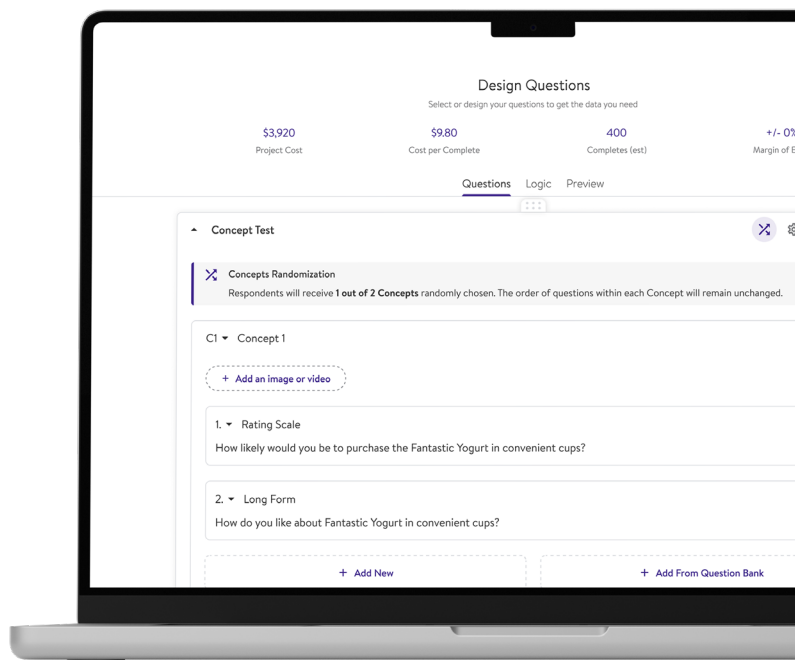 Design Questions
Select or design your questions to get the data you need
$3,920 $9.80 400 +/- 0%
Project Cost Cost per Complete Completes (est) Margin of
Questions Logic Preview
Concept Test
Concepts Randomization
Respondents will receive 1 out of 2 Concepts randomly chosen. The order of questions within each Concept will remain unchanged.
C1 Concept 1
+ Add an image or video
1. Rating Scale
How likely would you be to purchase the Fantastic Yogurt in convenient cups?
2. Long Form
How do you like about Fantastic Yogurt in convenient cups?
+ Add New + Add From Question Bank